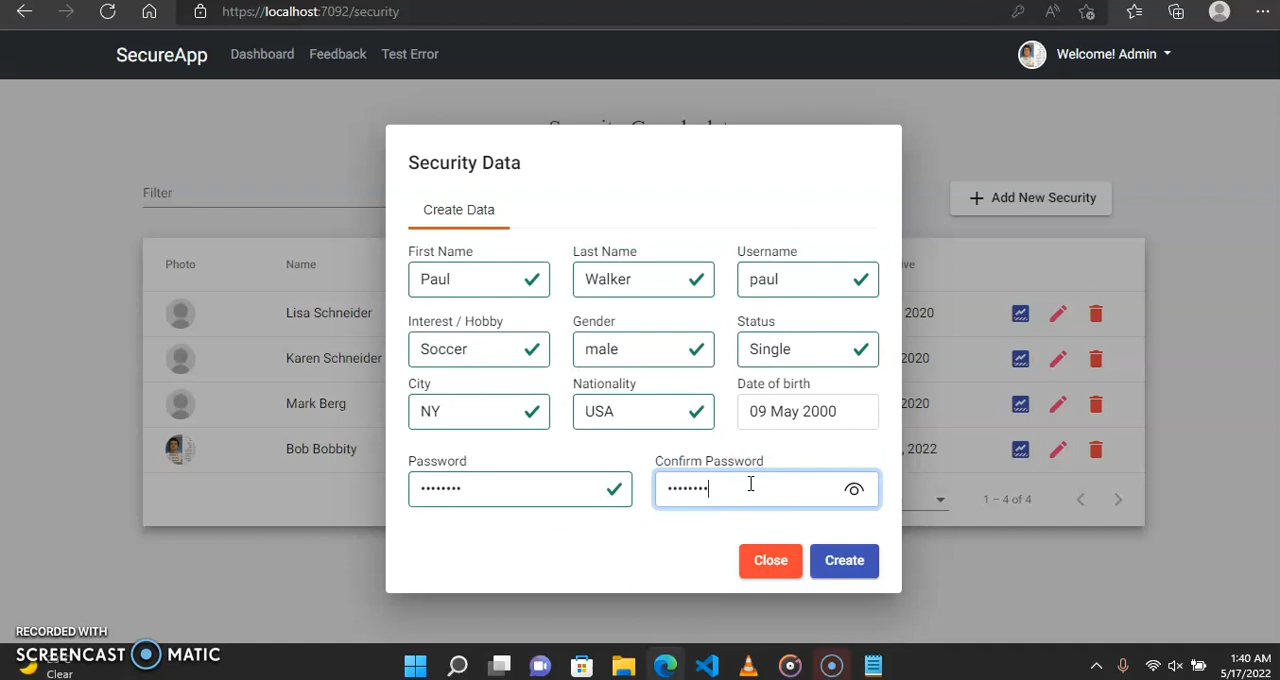 https://localhost:7092/security
SecureApp Dashboard Feedback Test Error Welcome! Admin
Security Data
Filter
Create Data
Add New Security
First Name Last Name Username
Photo Name
Paul Walker paul
Lisa Schneider 2020
Interest / Hobby Gender Status
Soccer male Single
Karen Schneider 2020
City Nationality Date of birth
Mark Berg 2020
NY USA 09 May 2000
Bob Bobbity , 2022
Password Confirm Password
•••••••• ••••••••
1 – 4 of 4
Close Create
RECORDED WITH
SCREENCAST MATIC
Clear
1:40 AM
5/17/2022